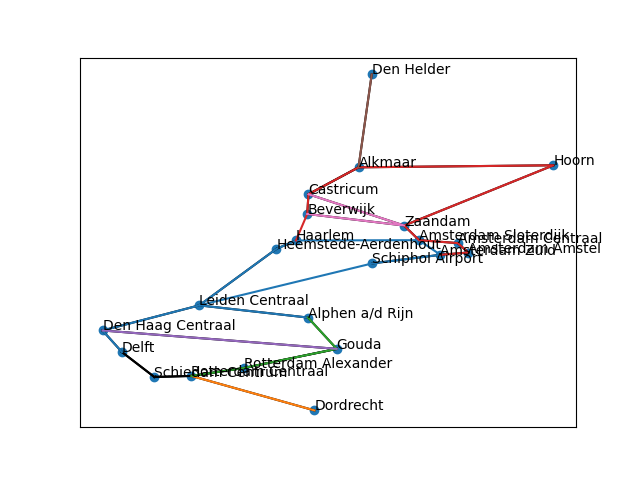 Den Helder
Hoorn
Alkmaar
Castricum
Beverwijk
Zaandam
Haarlem
Amsterdam Sloterdijk
Amsterdam Centraal
Heemstede-Aerdenhout
Amsterdam Amstel
Amsterdam Zuid
Schiphol Airport
Leiden Centraal
Alphen a/d Rijn
Den Haag Centraal
Delft
Gouda
Rotterdam Alexander
Schiedam Centrum
Rotterdam Centraal
Dordrecht